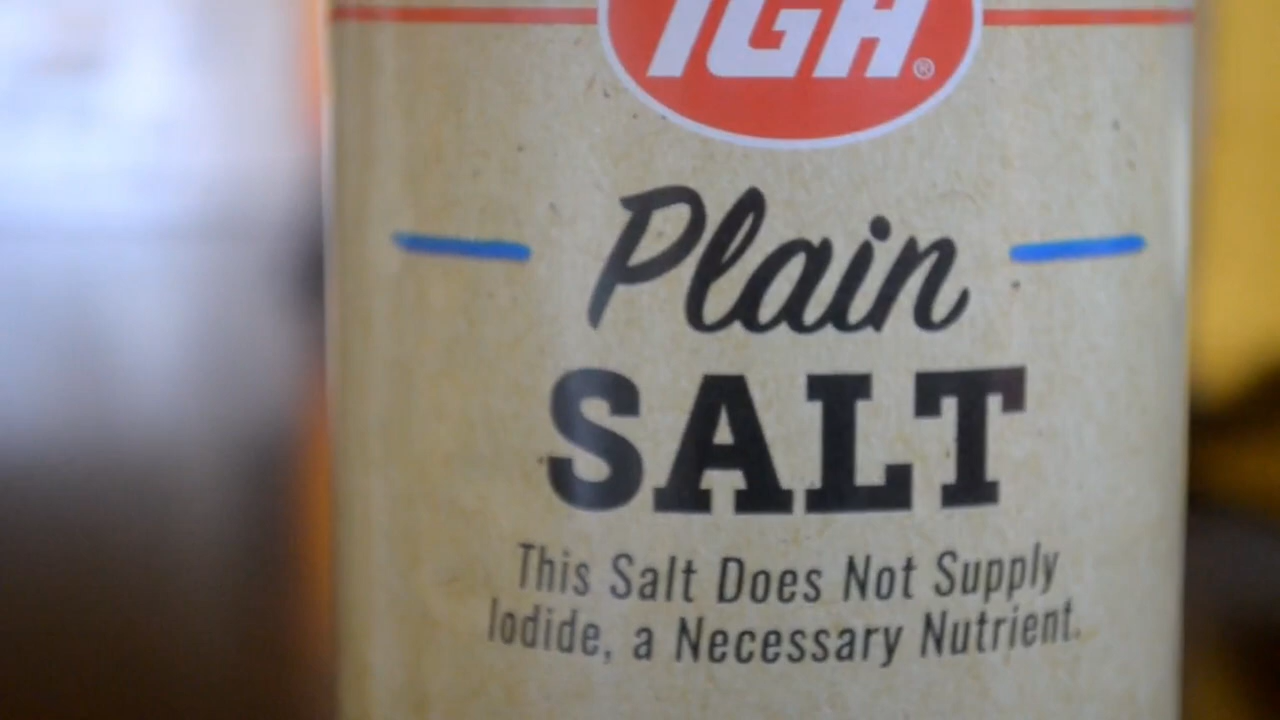 IGA®
Plain
SALT
This Salt Does Not Supply
Iodide, a Necessary Nutrient.